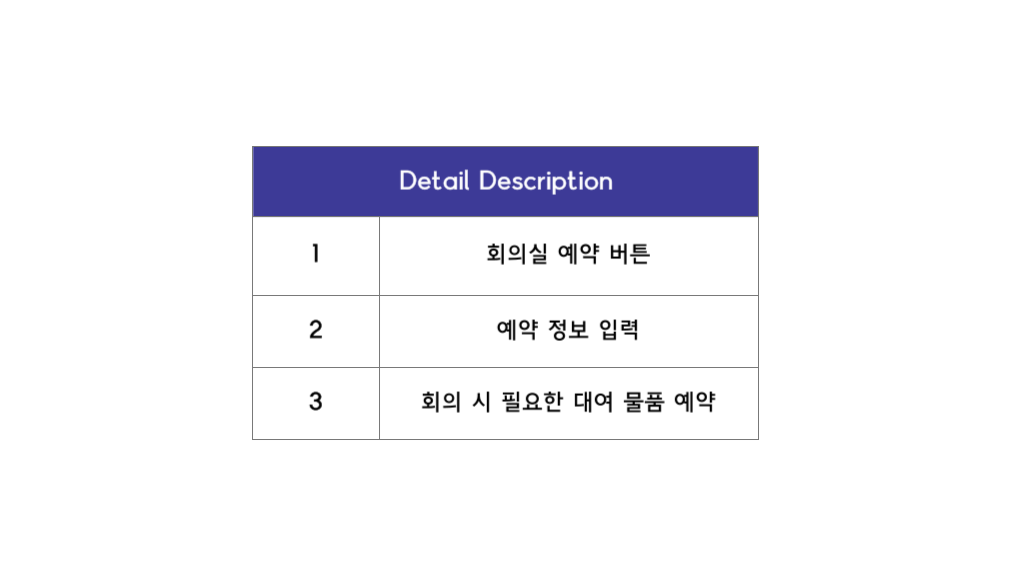 Detail Description
1 회의실 예약 버튼
2 예약 정보 입력
3 회의 시 필요한 대여 물품 예약